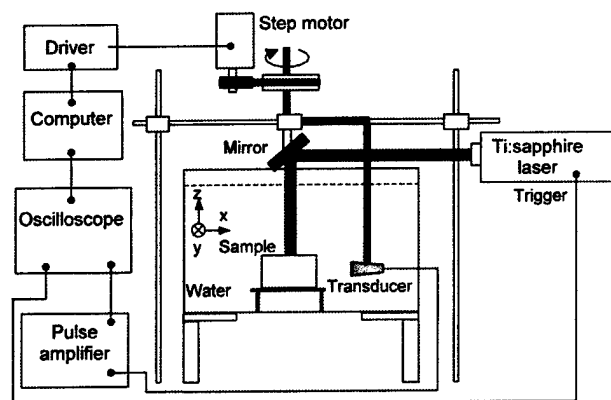 Step motor
Driver
Computer
Mirror
Ti:sapphire
laser
Trigger
Oscilloscope
z
x
y
Sample
Water
Transducer
Pulse
amplifier